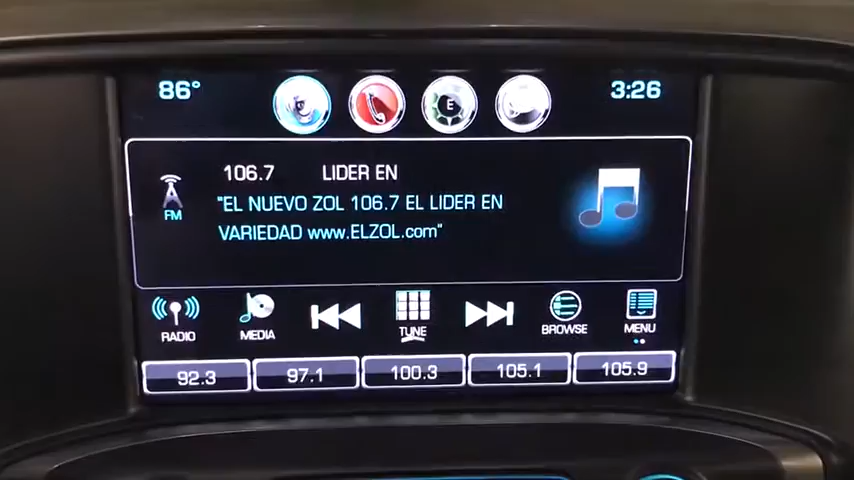 86° E 3:26
106.7 LIDER EN
FM
"EL NUEVO ZOL 106.7 EL LIDER EN
VARIEDAD www.ELZOL.com"
RADIO MEDIA TUNE BROWSE MENU
92.3 97.1 100.3 105.1 105.9